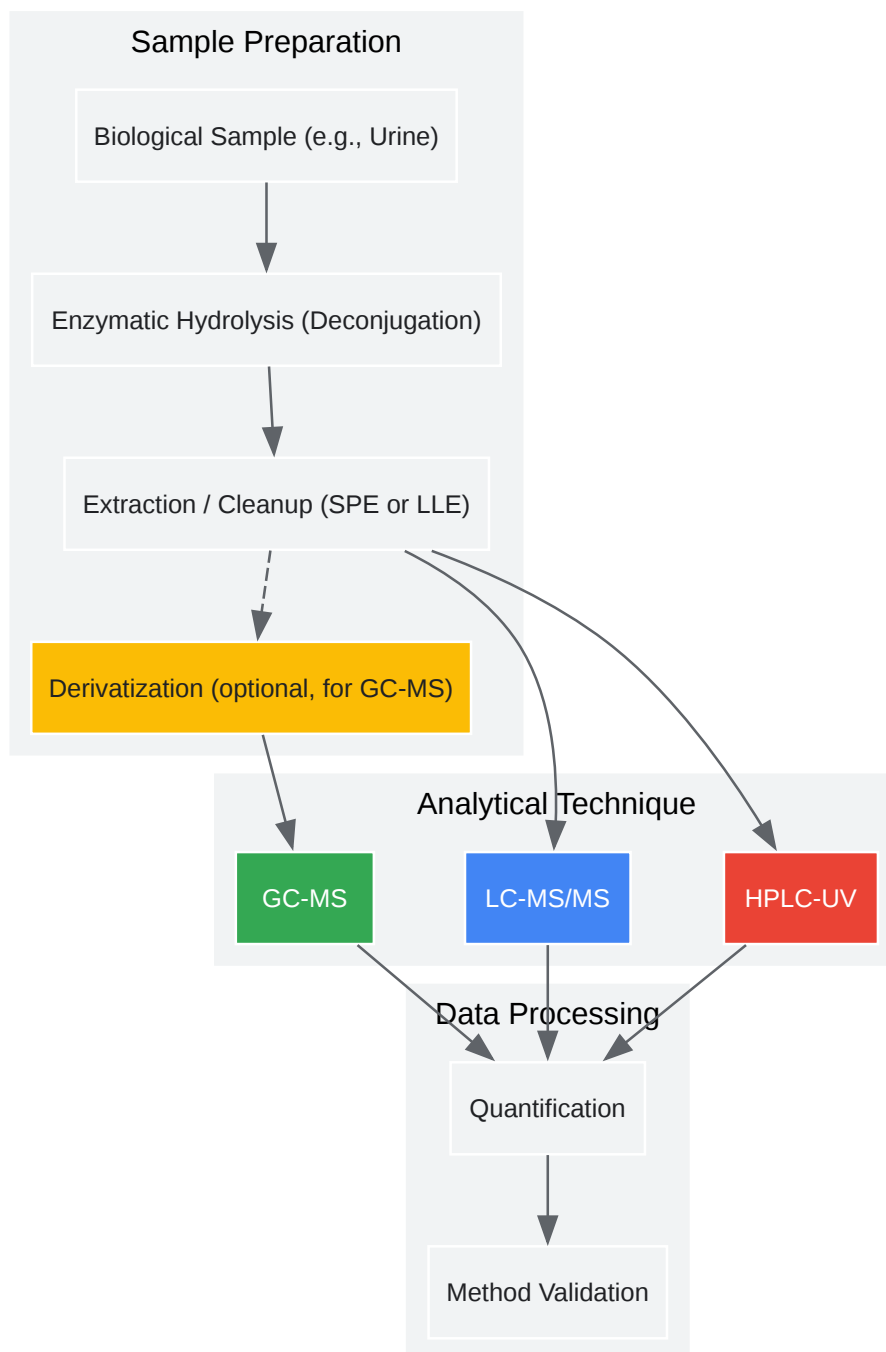 Sample Preparation
Biological Sample (e.g., Urine)
Enzymatic Hydrolysis (Deconjugation)
Extraction / Cleanup (SPE or LLE)
Derivatization (optional, for GC-MS)
Analytical Technique
GC-MS
LC-MS/MS
HPLC-UV
Data Processing
Quantification
Method Validation